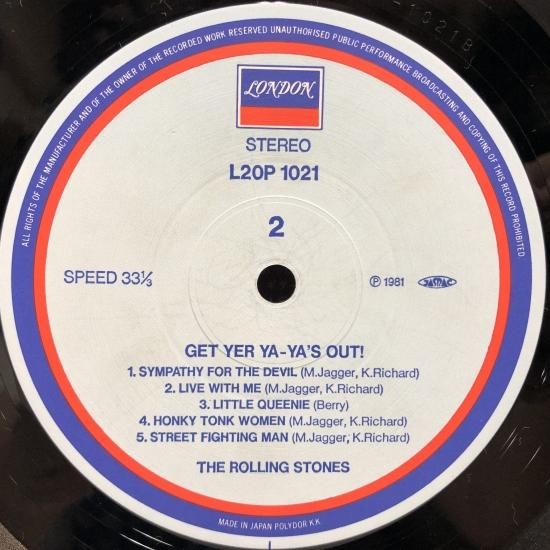 -1021B
ALL RIGHTS OF THE MANUFACTURER AND OF THE OWNER OF THE RECORDED WORK RESERVED UNAUTHORISED PUBLIC PERFORMANCE BROADCASTING AND COPYING OF THIS RECORD PROHIBITED
LONDON
STEREO
L20P 1021
2
SPEED 33⅓
Ⓟ 1981 JASRAC
GET YER YA-YA'S OUT!
1. SYMPATHY FOR THE DEVIL (M.Jagger, K.Richard)
2. LIVE WITH ME (M.Jagger, K.Richard)
3. LITTLE QUEENIE (Berry)
4. HONKY TONK WOMEN (M.Jagger, K.Richard)
5. STREET FIGHTING MAN (M.Jagger, K.Richard)
THE ROLLING STONES
MADE IN JAPAN POLYDOR K.K.